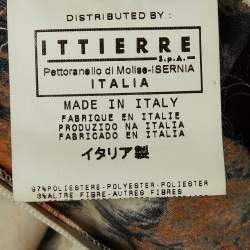 DISTRIBUTED BY:
ITTIERRE
S.p.A.
Pettoranello di Molise-ISERNIA
ITALIA
MADE IN ITALY
FABRIQUE EN ITALIE
PRODUZIDO NA ITALIA
FABRICADO EN ITALIA
イタリア製
97%POLIESTERE-POLYESTER-POLYESTER
3%ALTRE FIBRE-AUTRES FIBRES